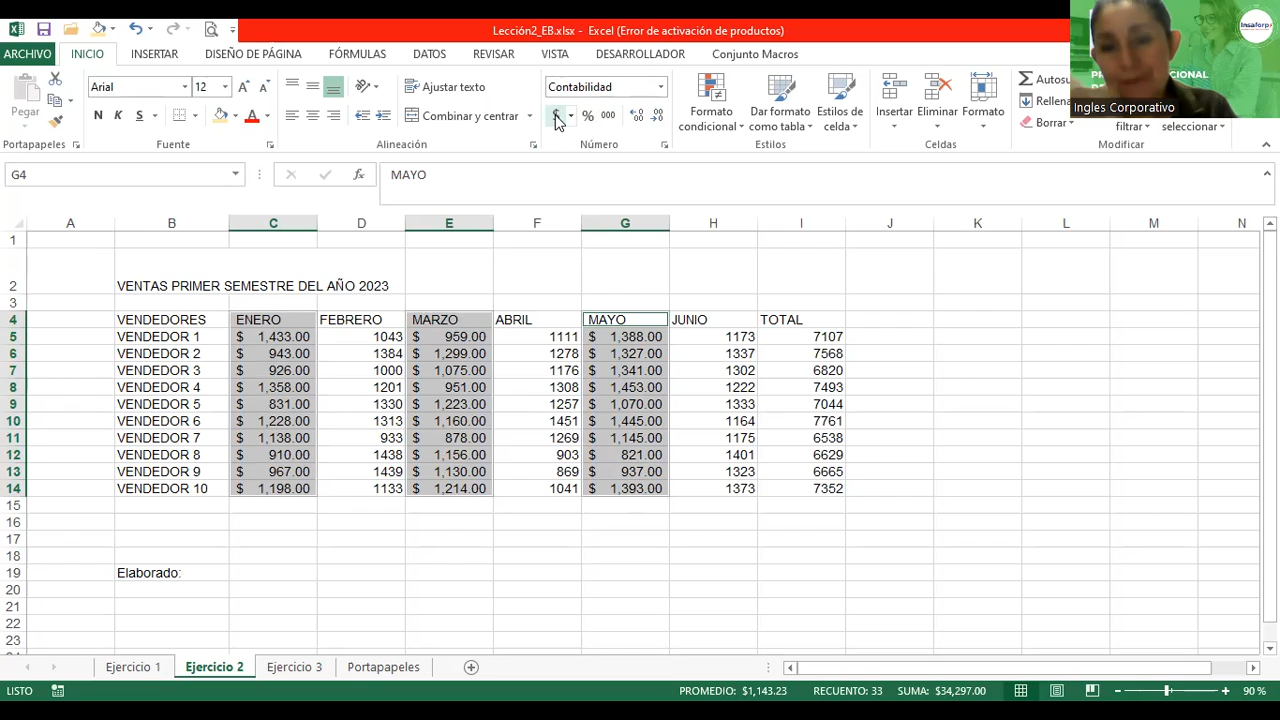 Lección2_EB.xlsx - Excel (Error de activación de productos)
ARCHIVO INICIO INSERTAR DISEÑO DE PÁGINA FÓRMULAS DATOS REVISAR VISTA DESARROLLADOR Conjunto Macros
Pegar
Arial 12
N K S
Ajustar texto
Combinar y centrar
Contabilidad
$ % 000
Formato condicional
Dar formato como tabla
Estilos de celda
Insertar
Eliminar
Formato
Rellena
Borrar
filtrar
seleccionar
Portapapeles Fuente Alineación Número Estilos Celdas Modificar
Insaforp
Ingles Corporativo
G4 fx MAYO
A B C D E F G H I J K L M N
1
2 VENTAS PRIMER SEMESTRE DEL AÑO 2023
3
4 VENDEDORES ENERO FEBRERO MARZO ABRIL MAYO JUNIO TOTAL
5 VENDEDOR 1 $ 1,433.00 1043 $ 959.00 1111 $ 1,388.00 1173 7107
6 VENDEDOR 2 $ 943.00 1384 $ 1,299.00 1278 $ 1,327.00 1337 7568
7 VENDEDOR 3 $ 926.00 1000 $ 1,075.00 1176 $ 1,341.00 1302 6820
8 VENDEDOR 4 $ 1,358.00 1201 $ 951.00 1308 $ 1,453.00 1222 7493
9 VENDEDOR 5 $ 831.00 1330 $ 1,223.00 1257 $ 1,070.00 1333 7044
10 VENDEDOR 6 $ 1,228.00 1313 $ 1,160.00 1451 $ 1,445.00 1164 7761
11 VENDEDOR 7 $ 1,138.00 933 $ 878.00 1269 $ 1,145.00 1175 6538
12 VENDEDOR 8 $ 910.00 1438 $ 1,156.00 903 $ 821.00 1401 6629
13 VENDEDOR 9 $ 967.00 1439 $ 1,130.00 869 $ 937.00 1323 6665
14 VENDEDOR 10 $ 1,198.00 1133 $ 1,214.00 1041 $ 1,393.00 1373 7352
15
16
17
18
19 Elaborado:
20
21
22
23
Ejercicio 1 Ejercicio 2 Ejercicio 3 Portapapeles
LISTO PROMEDIO: $1,143.23 RECUENTO: 33 SUMA: $34,297.00 90 %